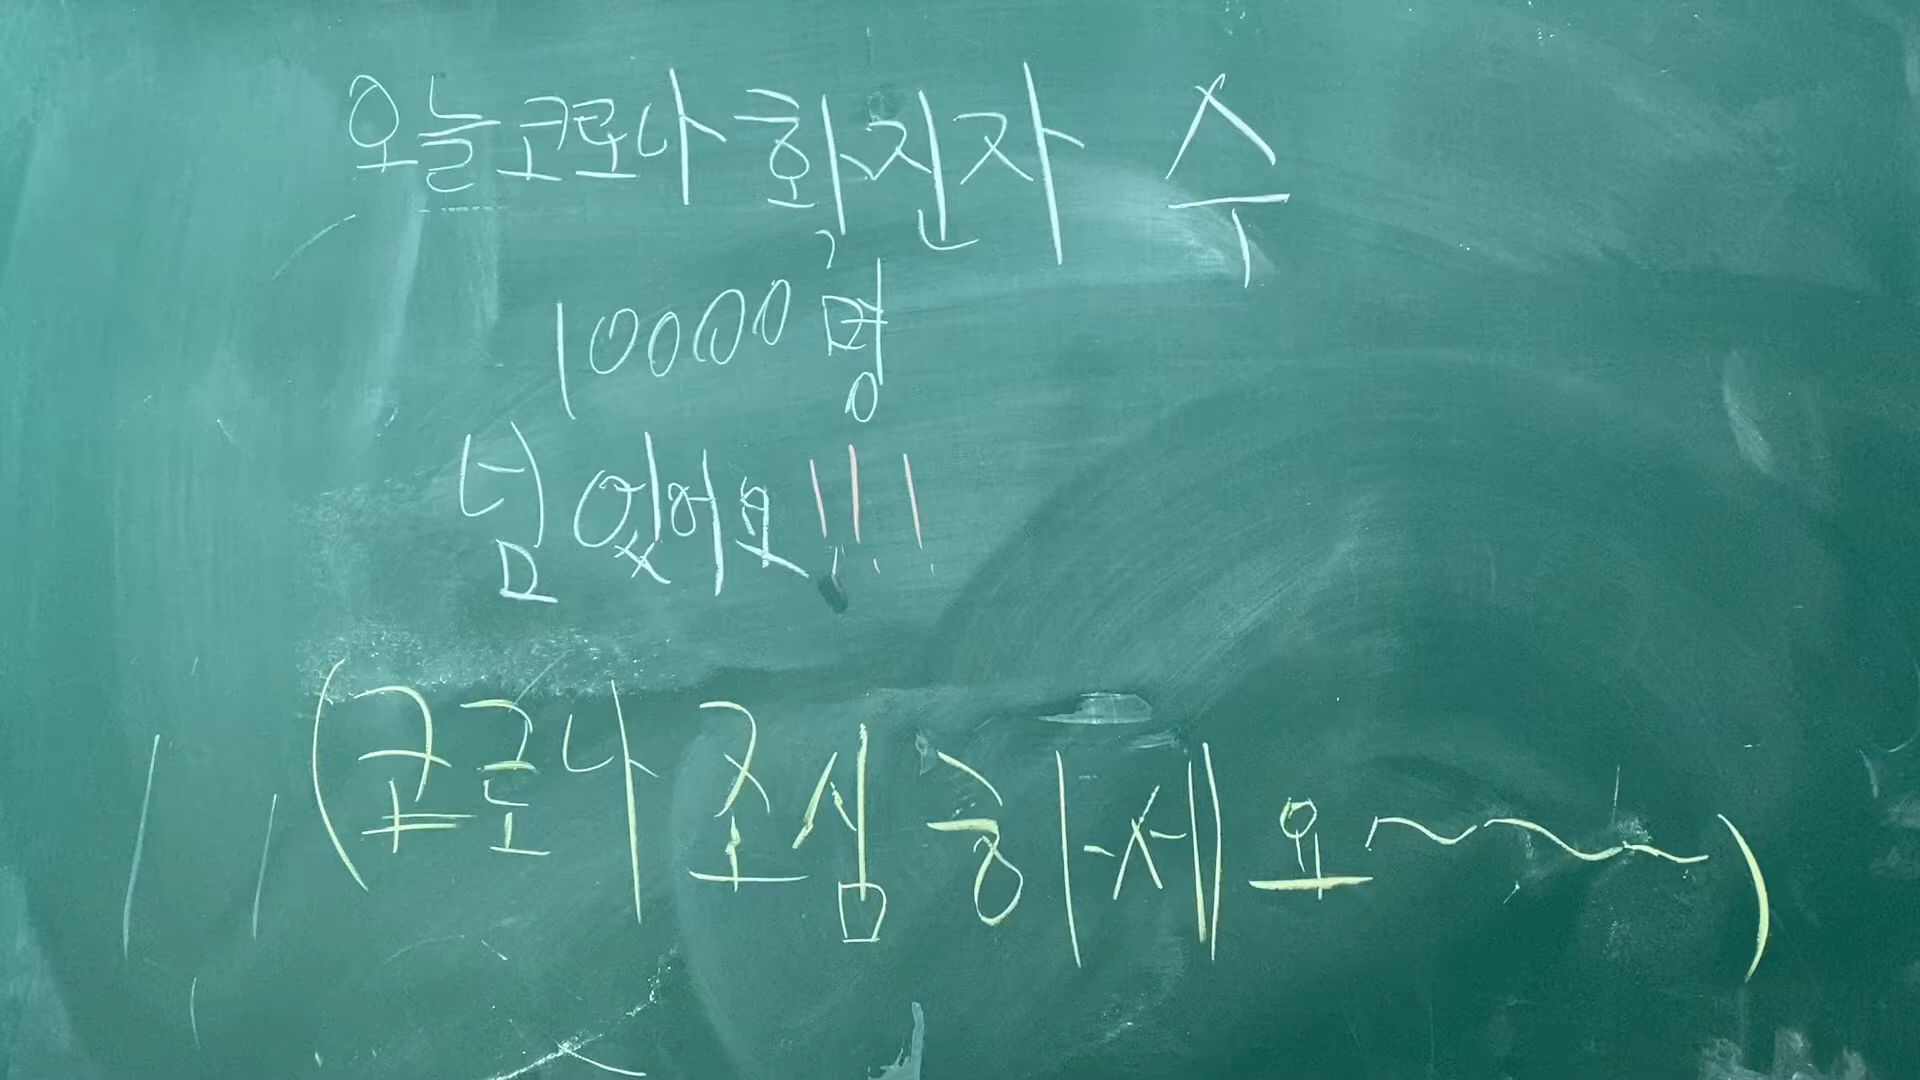 오늘코로나 확진자 수
10000명
넘 었어요!!!
(코로나 조심하세요~~~)